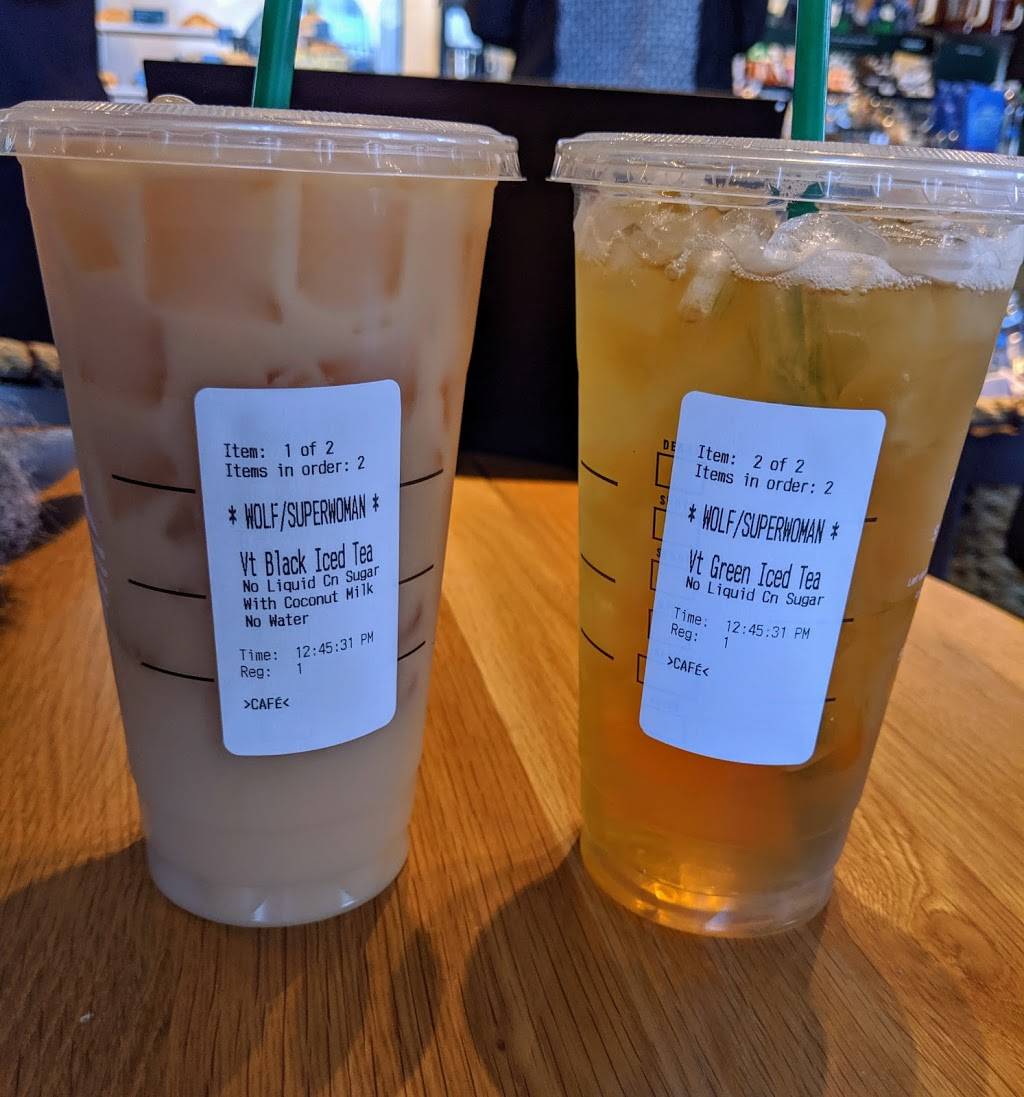 Item: 1 of 2
Items in order: 2
* WOLF/SUPERWOMAN *
Vt Black Iced Tea
No Liquid Cn Sugar
With Coconut Milk
No Water
Time: 12:45:31 PM
Reg: 1
>CAFÉ<
Item: 2 of 2
Items in order: 2
* WOLF/SUPERWOMAN *
Vt Green Iced Tea
No Liquid Cn Sugar
Time: 12:45:31 PM
Reg: 1
>CAFÉ<